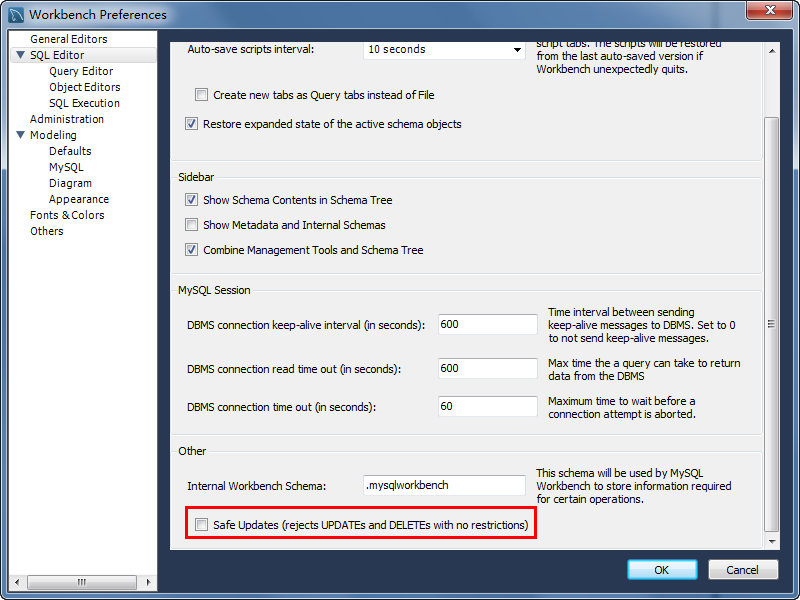 Workbench Preferences
General Editors
SQL Editor
Query Editor
Object Editors
SQL Execution
Administration
Modeling
Defaults
MySQL
Diagram
Appearance
Fonts & Colors
Others
Auto-save scripts interval:
10 seconds
script tabs. The scripts will be restored
from the last auto-saved version if
Workbench unexpectedly quits.
Create new tabs as Query tabs instead of File
Restore expanded state of the active schema objects
Sidebar
Show Schema Contents in Schema Tree
Show Metadata and Internal Schemas
Combine Management Tools and Schema Tree
MySQL Session
DBMS connection keep-alive interval (in seconds):
600
Time interval between sending
keep-alive messages to DBMS. Set to 0
to not send keep-alive messages.
DBMS connection read time out (in seconds):
600
Max time the a query can take to return
data from the DBMS
DBMS connection time out (in seconds):
60
Maximum time to wait before a
connection attempt is aborted.
Other
Internal Workbench Schema:
.mysqlworkbench
This schema will be used by MySQL
Workbench to store information required
for certain operations.
Safe Updates (rejects UPDATEs and DELETEs with no restrictions)
OK
Cancel